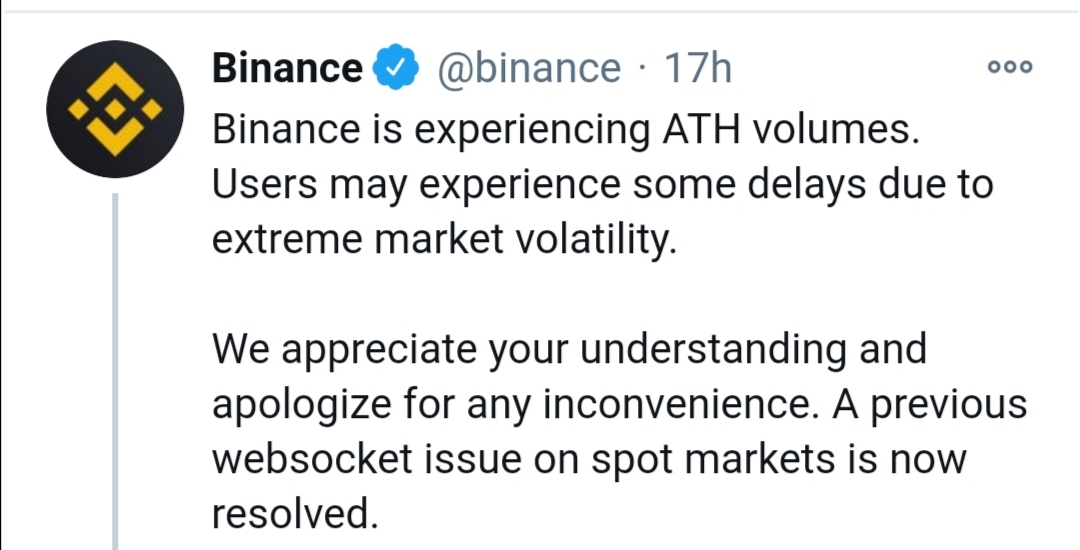 Binance @binance · 17h
Binance is experiencing ATH volumes.
Users may experience some delays due to
extreme market volatility.
We appreciate your understanding and
apologize for any inconvenience. A previous
websocket issue on spot markets is now
resolved.